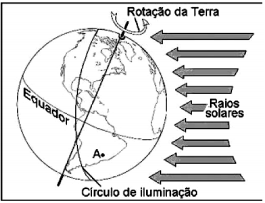 Rotação da Terra
Equador
Raios
solares
A
Círculo de iluminação